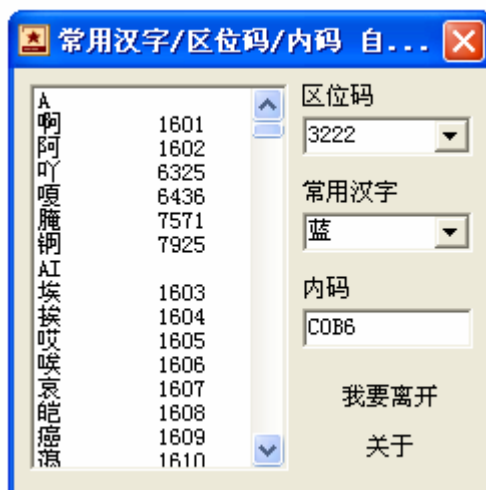 常用汉字/区位码/内码 自...
A
啊 1601
阿 1602
吖 6325
嗄 6436
腌 7571
锕 7925
AI
埃 1603
挨 1604
哎 1605
唉 1606
哀 1607
皑 1608
癌 1609
蔼 1610
区位码
3222
常用汉字
蓝
内码
C0B6
我要离开
关于